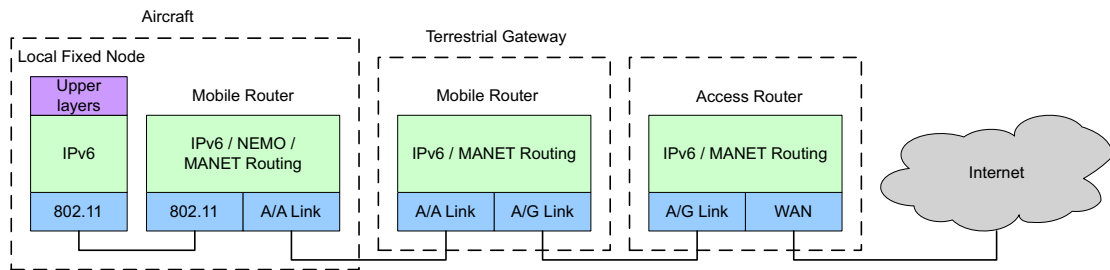 Aircraft
Terrestrial Gateway
Local Fixed Node
Upper
layers
Mobile Router
Mobile Router
Access Router
IPv6
IPv6 / NEMO /
MANET Routing
IPv6 / MANET Routing
IPv6 / MANET Routing
Internet
802.11
802.11
A/A Link
A/A Link
A/G Link
A/G Link
WAN